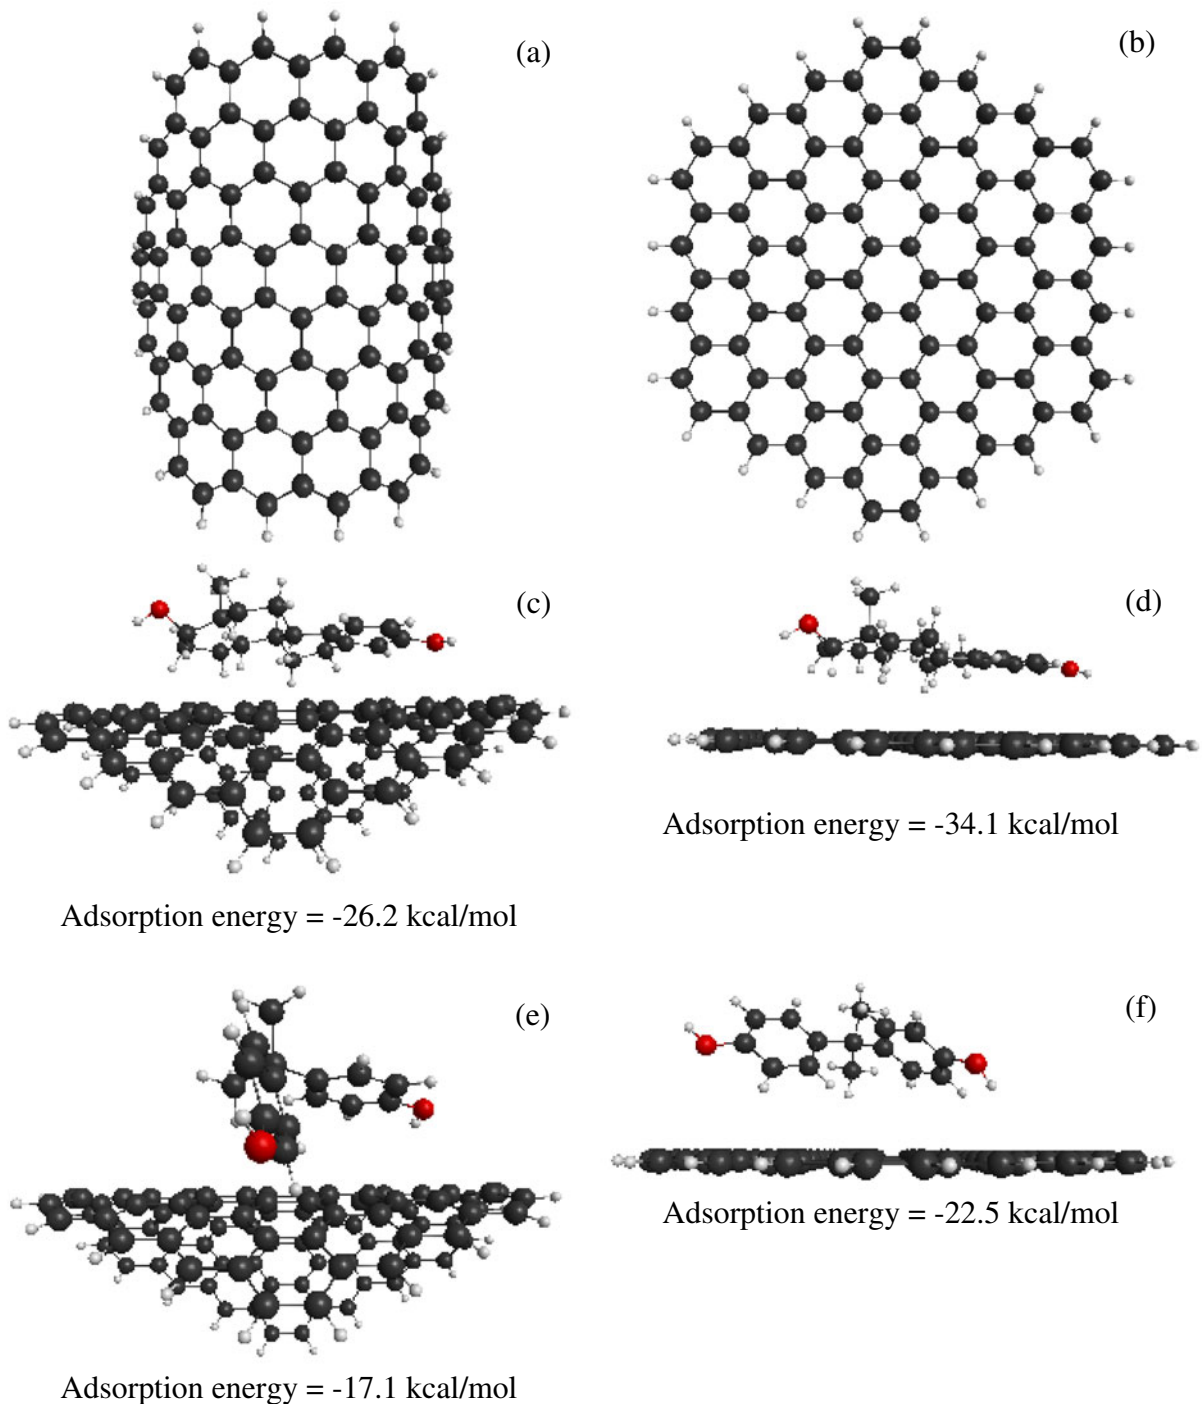 (a)
(b)
(c)
(d)
Adsorption energy = -34.1 kcal/mol
Adsorption energy = -26.2 kcal/mol
(e)
(f)
Adsorption energy = -22.5 kcal/mol
Adsorption energy = -17.1 kcal/mol